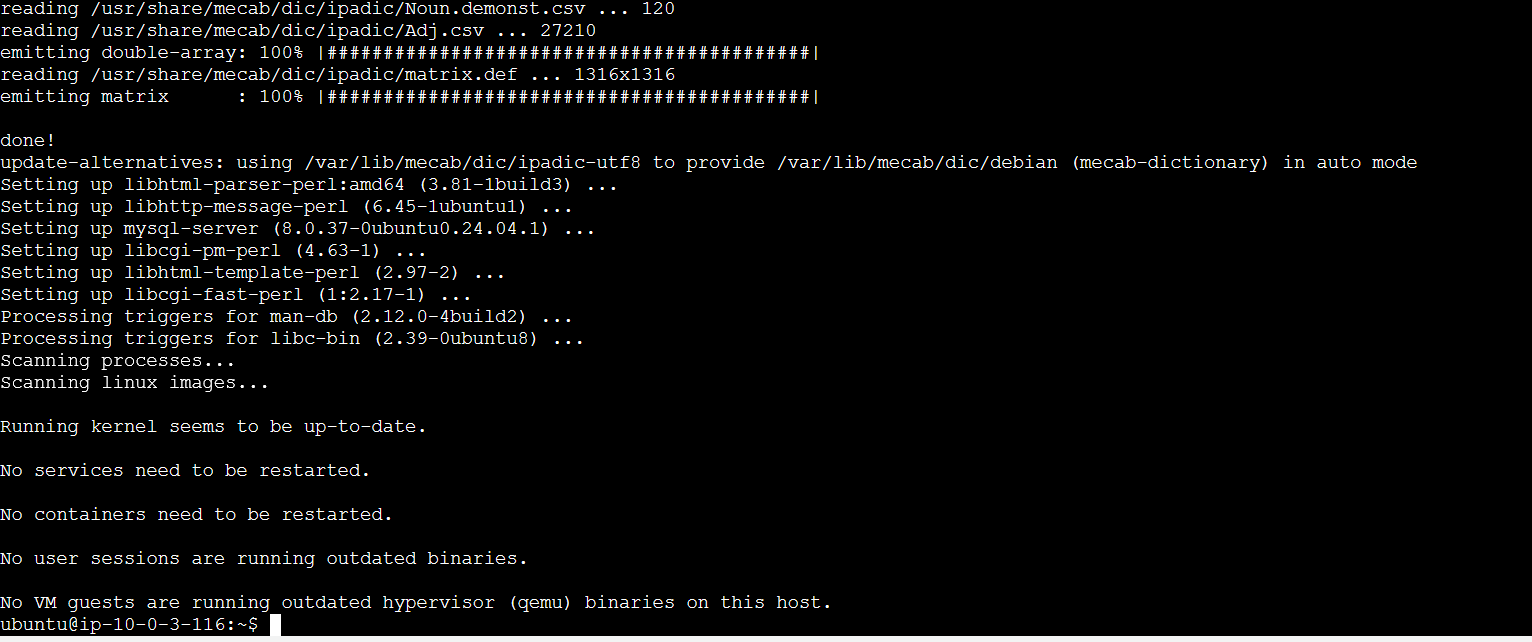 reading /usr/share/mecab/dic/ipadic/Noun.demonst.csv ... 120
reading /usr/share/mecab/dic/ipadic/Adj.csv ... 27210
emitting double-array: 100% |###########################################|
reading /usr/share/mecab/dic/ipadic/matrix.def ... 1316x1316
emitting matrix      : 100% |###########################################|
done!
update-alternatives: using /var/lib/mecab/dic/ipadic-utf8 to provide /var/lib/mecab/dic/debian (mecab-dictionary) in auto mode
Setting up libhtml-parser-perl:amd64 (3.81-1build3) ...
Setting up libhttp-message-perl (6.45-1ubuntu1) ...
Setting up mysql-server (8.0.37-0ubuntu0.24.04.1) ...
Setting up libcgi-pm-perl (4.63-1) ...
Setting up libhtml-template-perl (2.97-2) ...
Setting up libcgi-fast-perl (1:2.17-1) ...
Processing triggers for man-db (2.12.0-4build2) ...
Processing triggers for libc-bin (2.39-0ubuntu8) ...
Scanning processes...
Scanning linux images...
Running kernel seems to be up-to-date.
No services need to be restarted.
No containers need to be restarted.
No user sessions are running outdated binaries.
No VM guests are running outdated hypervisor (qemu) binaries on this host.
ubuntu@ip-10-0-3-116:~$